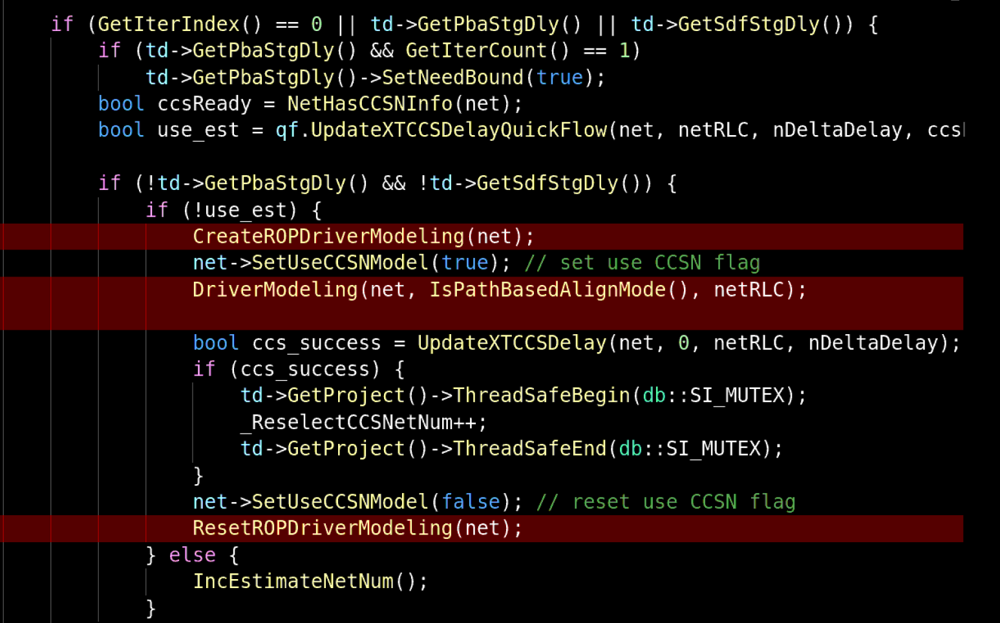 if (GetIterIndex() == 0 || td->GetPbaStgDly() || td->GetSdfStgDly()) {
if (td->GetPbaStgDly() && GetIterCount() == 1)
td->GetPbaStgDly()->SetNeedBound(true);
bool ccsReady = NetHasCCSNInfo(net);
bool use_est = qf.UpdateXTCCSDelayQuickFlow(net, netRLC, nDeltaDelay, ccs
if (!td->GetPbaStgDly() && !td->GetSdfStgDly()) {
if (!use_est) {
CreateROPDriverModeling(net);
net->SetUseCCSNModel(true); // set use CCSN flag
DriverModeling(net, IsPathBasedAlignMode(), netRLC);
bool ccs_success = UpdateXTCCSDelay(net, 0, netRLC, nDeltaDelay);
if (ccs_success) {
td->GetProject()->ThreadSafeBegin(db::SI_MUTEX);
_ReselectCCSNetNum++;
td->GetProject()->ThreadSafeEnd(db::SI_MUTEX);
}
net->SetUseCCSNModel(false); // reset use CCSN flag
ResetROPDriverModeling(net);
} else {
IncEstimateNetNum();
}